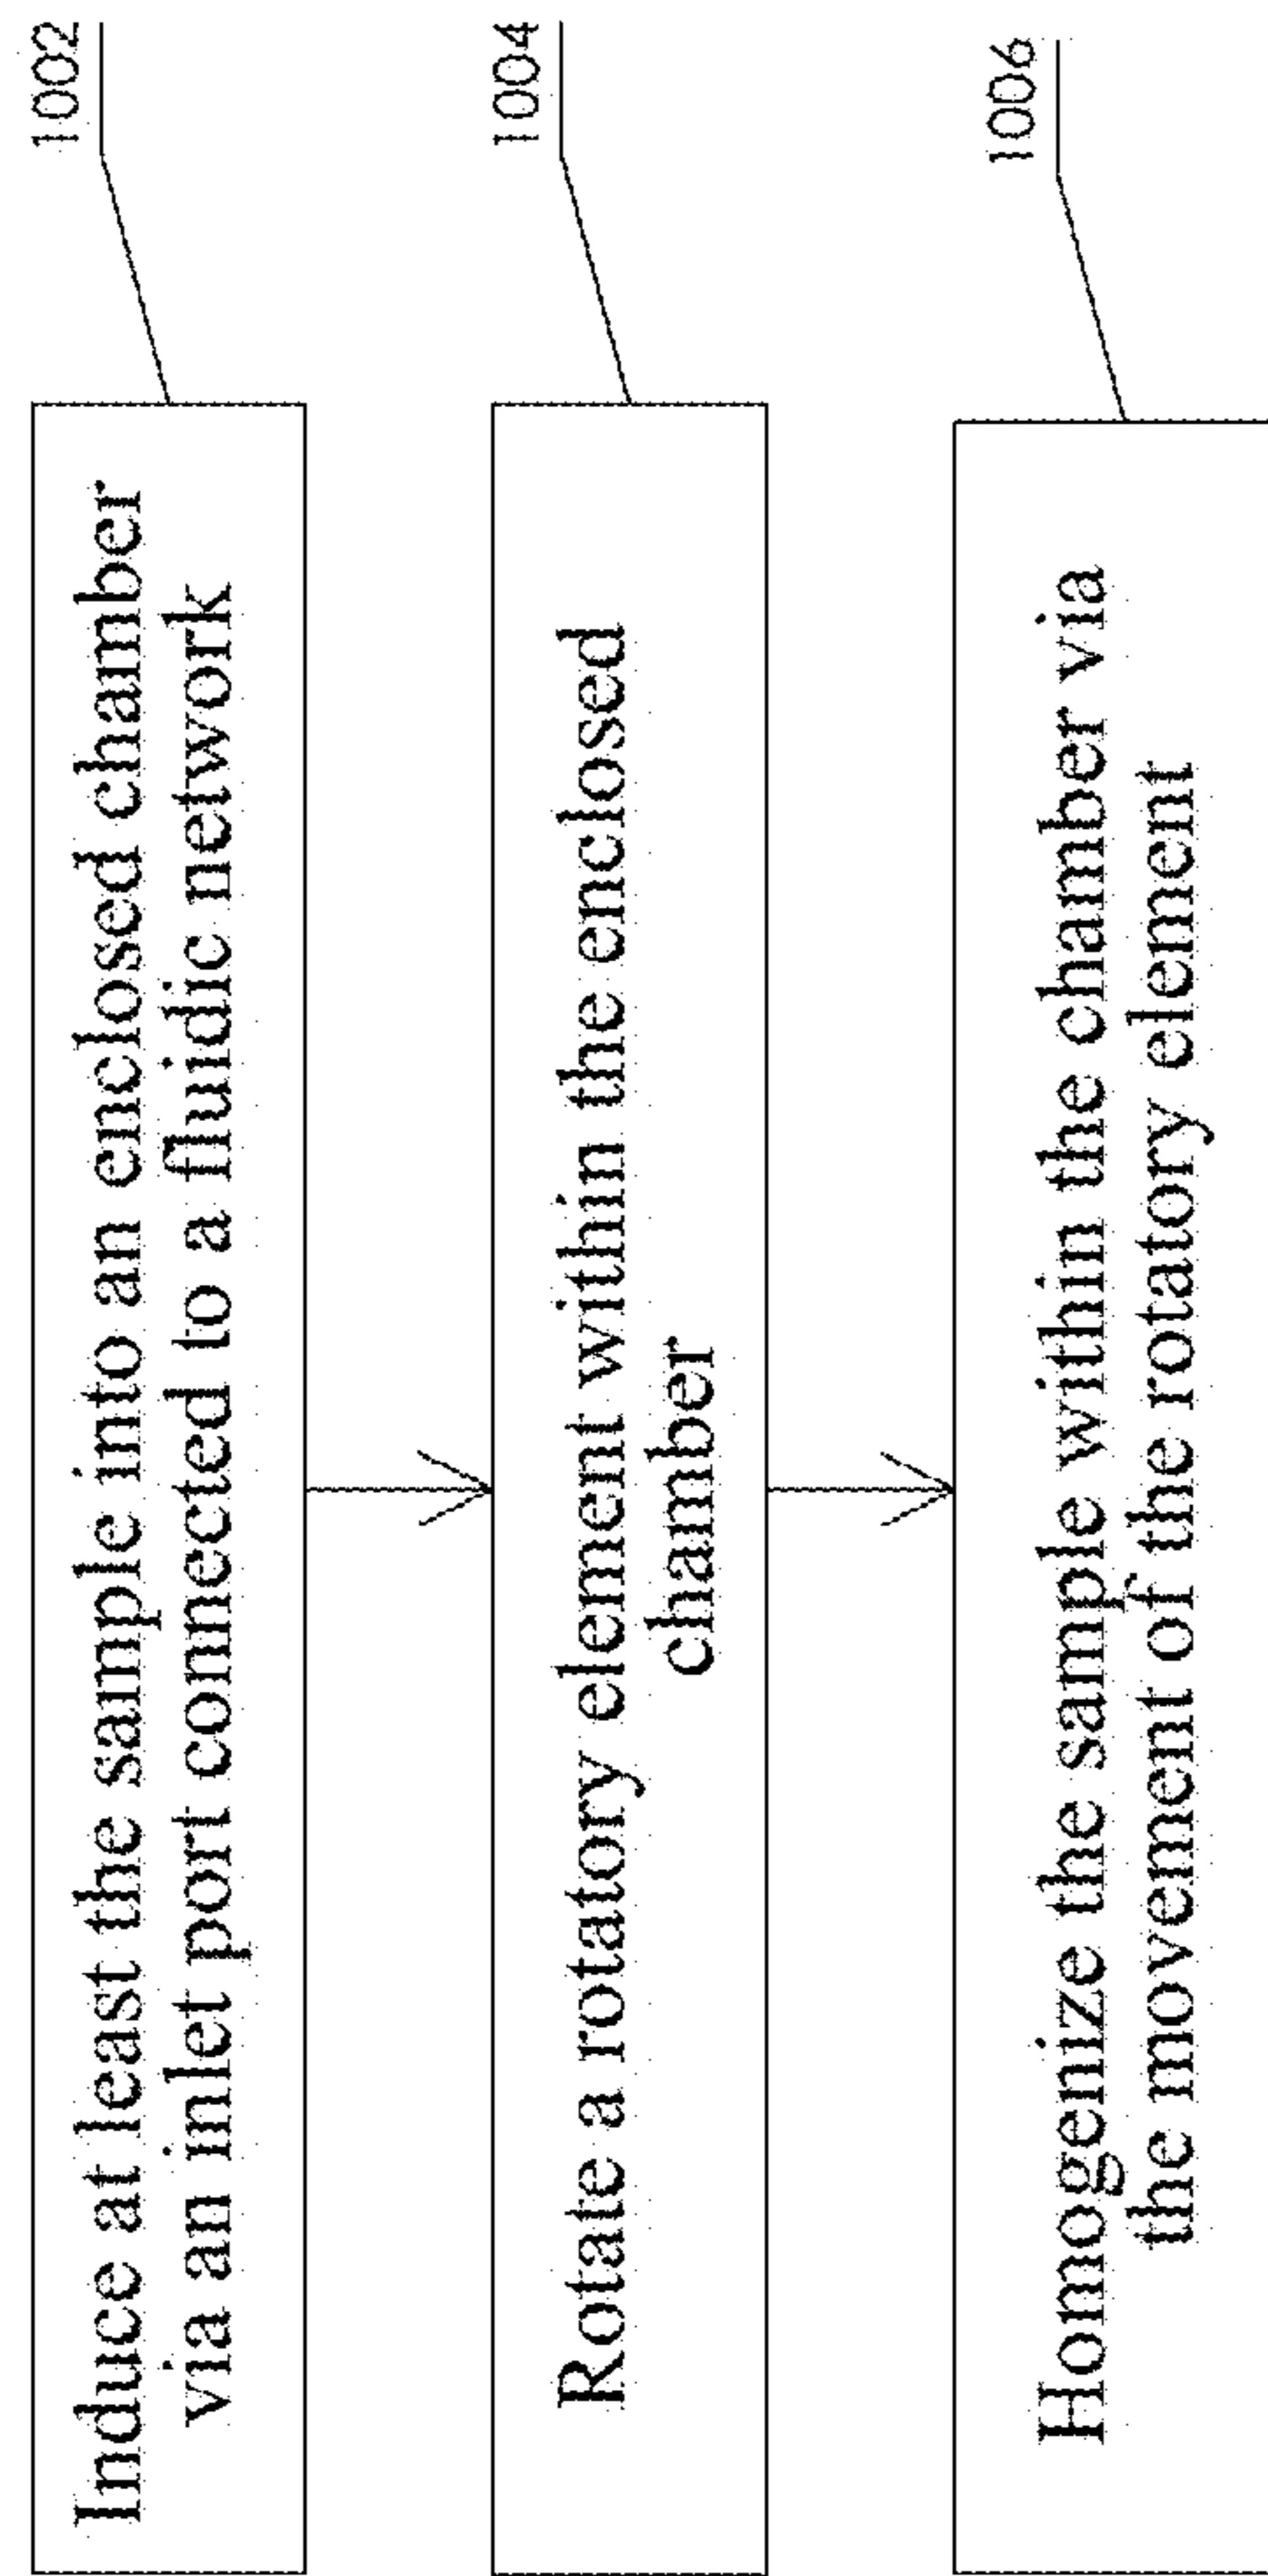 Induce at least the sample into an enclosed chamber
via an inlet port connected to a fluidic network
1002
Rotate a rotatory element within the enclosed
chamber
1004
Homogenize the sample within the chamber via
the movement of the rotatory element
1006